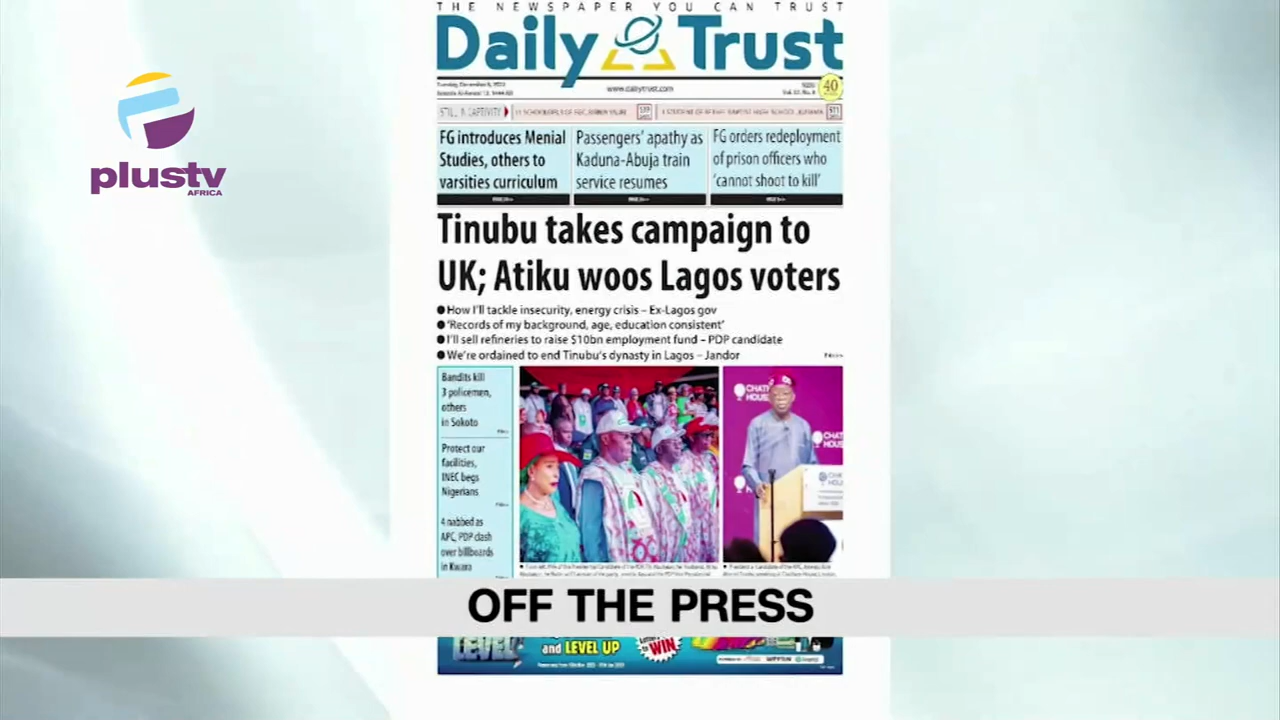 THE NEWSPAPER YOU CAN TRUST
Daily Trust
www.dailytrust.com
40
plustv
AFRICA
STILL IN CAPTIVITY
FG introduces Menial
Studies, others to
varsities curriculum
Passengers' apathy as
Kaduna-Abuja train
service resumes
FG orders redeployment
of prison officers who
'cannot shoot to kill'
Tinubu takes campaign to
UK; Atiku woos Lagos voters
How I'll tackle insecurity, energy crisis – Ex-Lagos gov
'Records of my background, age, education consistent'
I'll sell refineries to raise $10bn employment fund – PDP candidate
We're ordained to end Tinubu's dynasty in Lagos – Jandor
Bandits kill
3 policemen,
others
in Sokoto
Protect our
facilities,
INEC begs
Nigerians
4 nabbed as
APC, PDP clash
over billboards
in Kwara
CHATH
HOUSE
OFF THE PRESS
LEVEL
and LEVEL UP
WIN